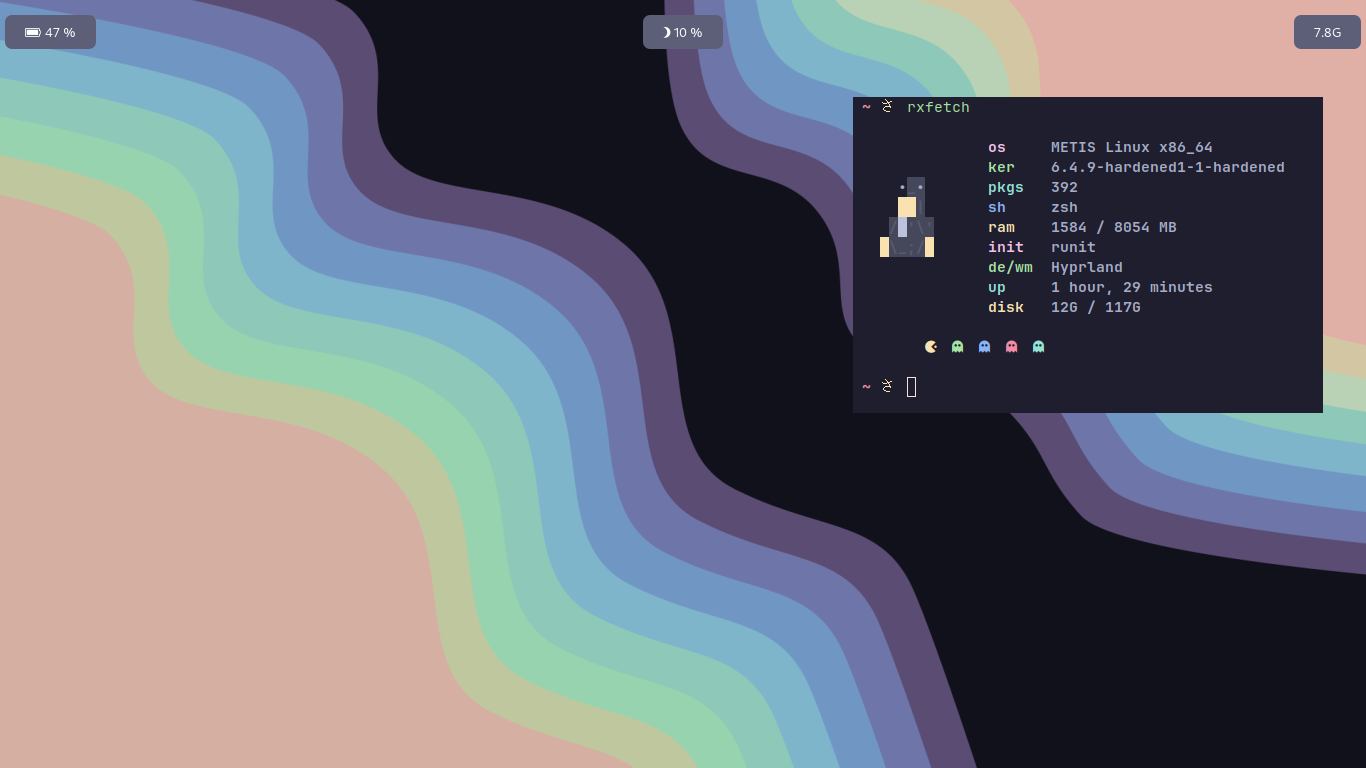 47 %
10 %
7.8G
~ rxfetch
os METIS Linux x86_64
ker 6.4.9-hardened1-1-hardened
pkgs 392
sh zsh
ram 1584 / 8054 MB
init runit
de/wm Hyprland
up 1 hour, 29 minutes
disk 12G / 117G
~